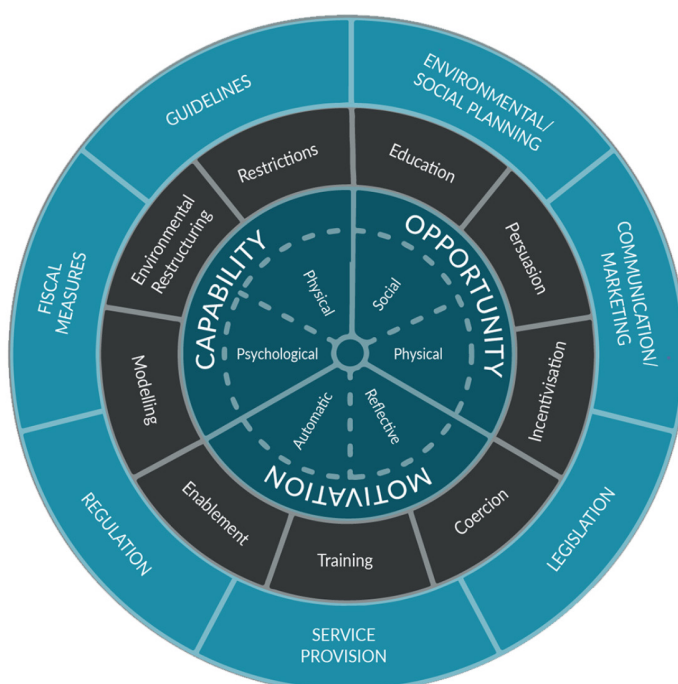 ENVIRONMENTAL/
SOCIAL PLANNING
COMMUNICATION/
MARKETING
LEGISLATION
SERVICE
PROVISION
REGULATION
FISCAL
MEASURES
GUIDELINES
Education
Persuasion
Incentivisation
Coercion
Training
Enablement
Modelling
Environmental
Restructuring
Restrictions
CAPABILITY
OPPORTUNITY
MOTIVATION
Physical
Social
Psychological
Physical
Automatic
Reflective